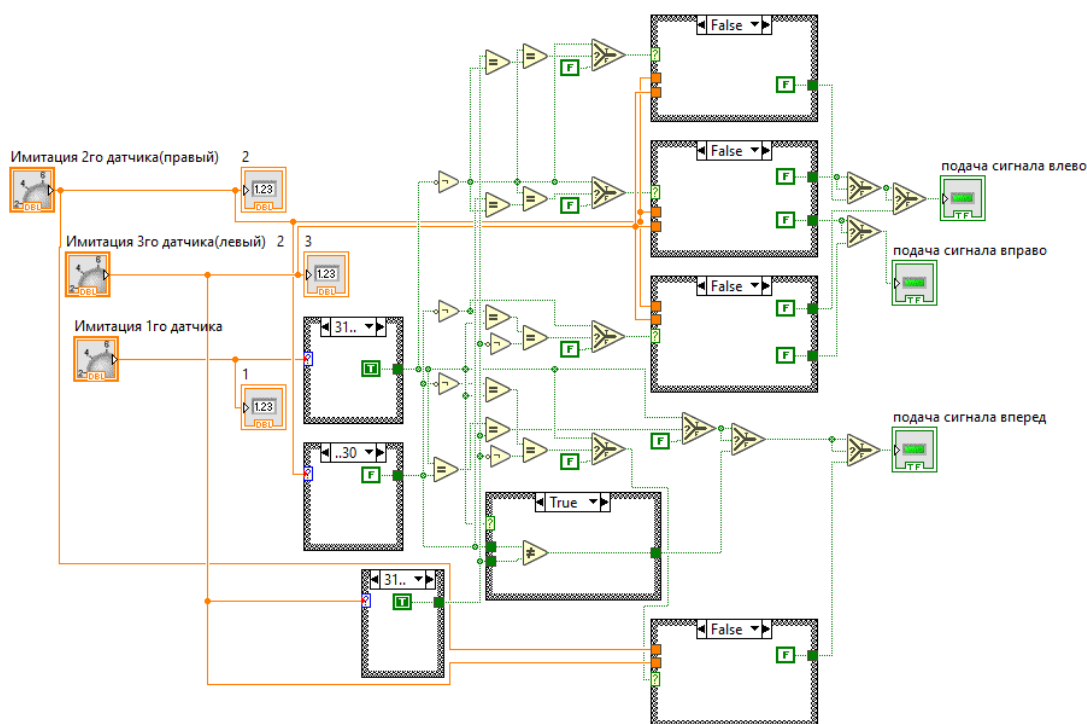 False
F
F
Имитация 2го датчика(правый) 2
1.23
DBL
DBL
False
F
F
F
подача сигнала влево
TF
Имитация 3го датчика(левый) 2 3
1.23
DBL
DBL
подача сигнала вправо
TF
False
F
F
F
Имитация 1го датчика
31..
T
DBL
1
1.23
DBL
подача сигнала вперед
TF
F
..30
F
F
True
31..
T
False
F